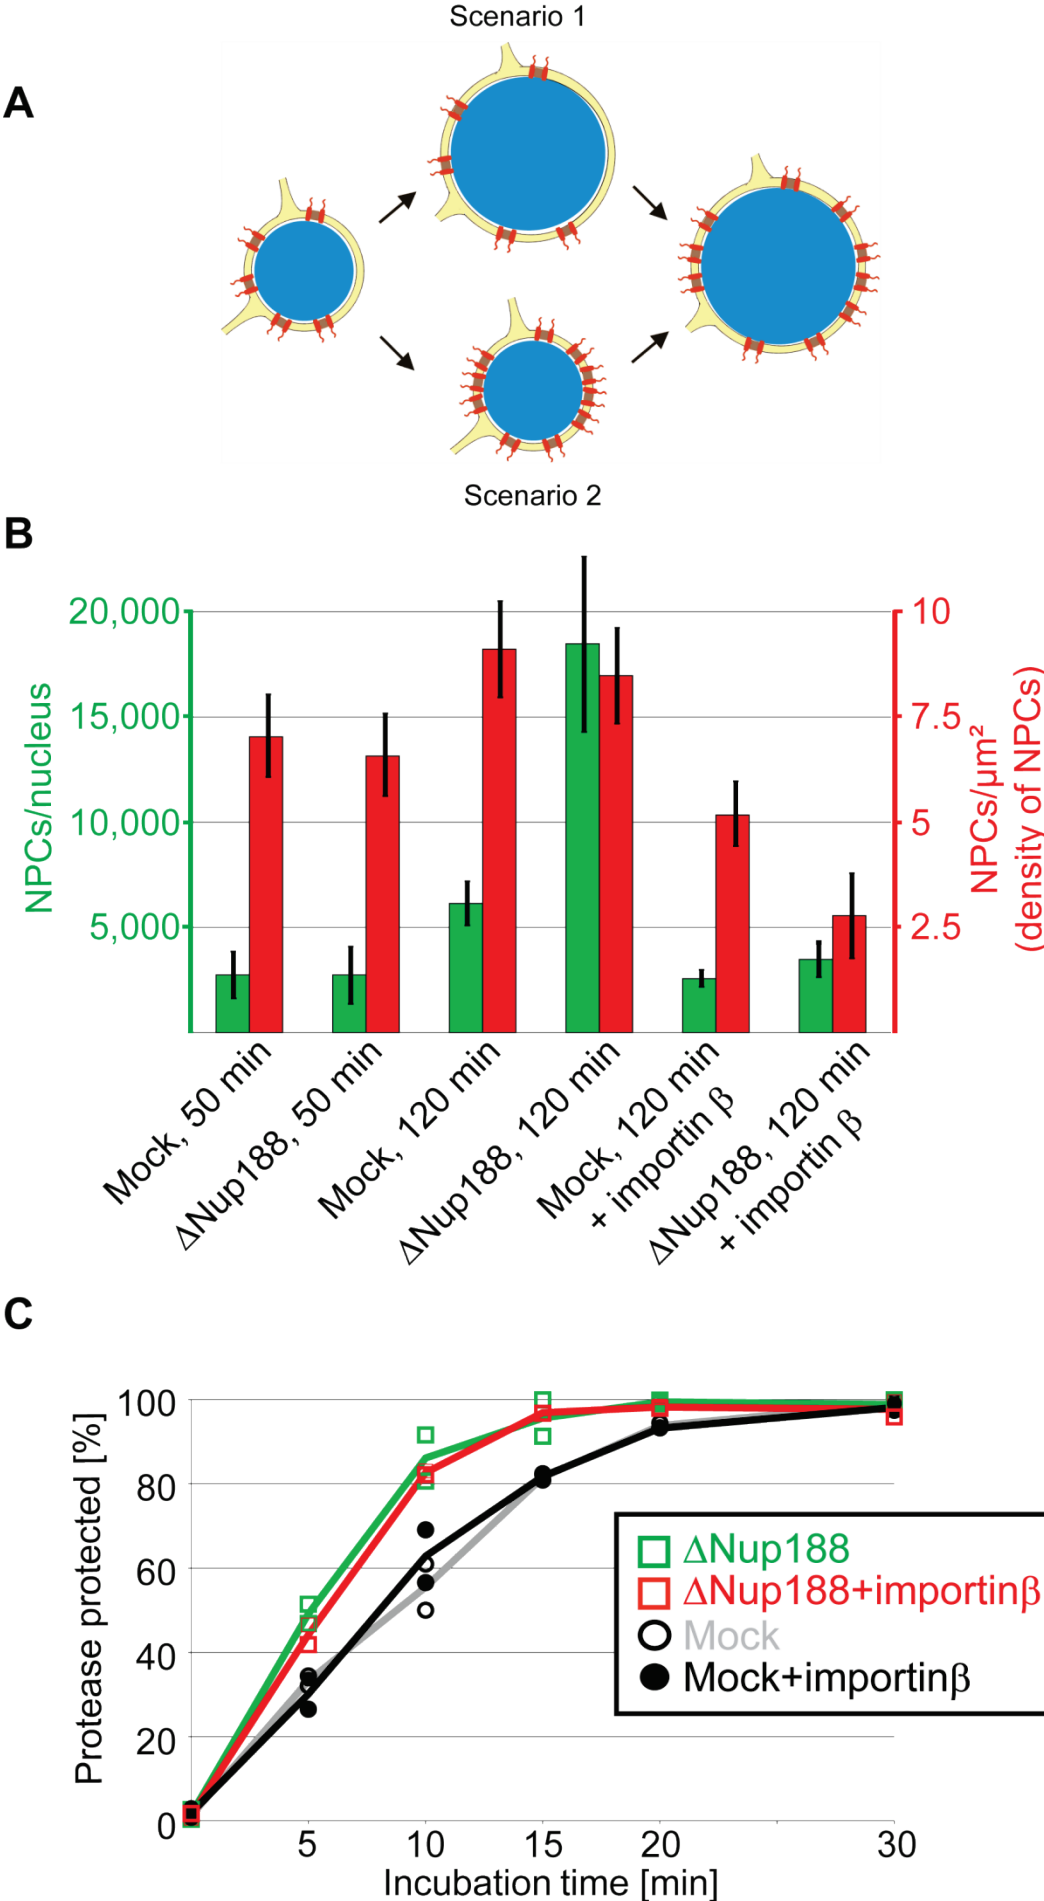 Scenario 1
A
Scenario 2
B
20,000
15,000
10,000
5,000
NPCs/nucleus
10
7.5
5
2.5
NPCs/µm²
(density of NPCs)
Mock, 50 min
ΔNup188, 50 min
Mock, 120 min
ΔNup188, 120 min
Mock, 120 min
+ importin β
ΔNup188, 120 min
+ importin β
C
100
80
60
40
20
0
Protease protected [%]
ΔNup188
ΔNup188+importinβ
Mock
Mock+importinβ
5
10
15
20
30
Incubation time [min]